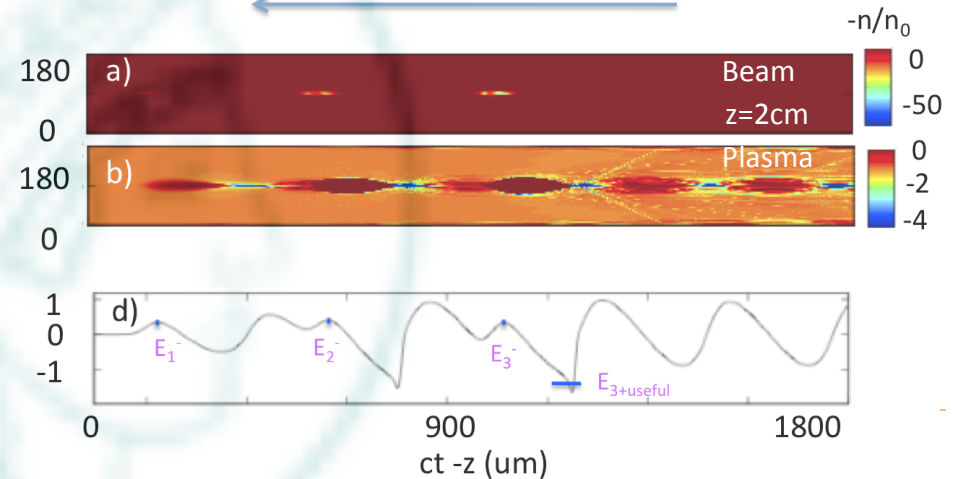 -n/n₀
180
a)
Beam
0
0
z=2cm
-50
180
b)
Plasma
0
-2
0
-4
1
d)
0
-1
E₁⁻
E₂⁻
E₃⁻
E₃₊useful
0
900
1800
ct -z (um)